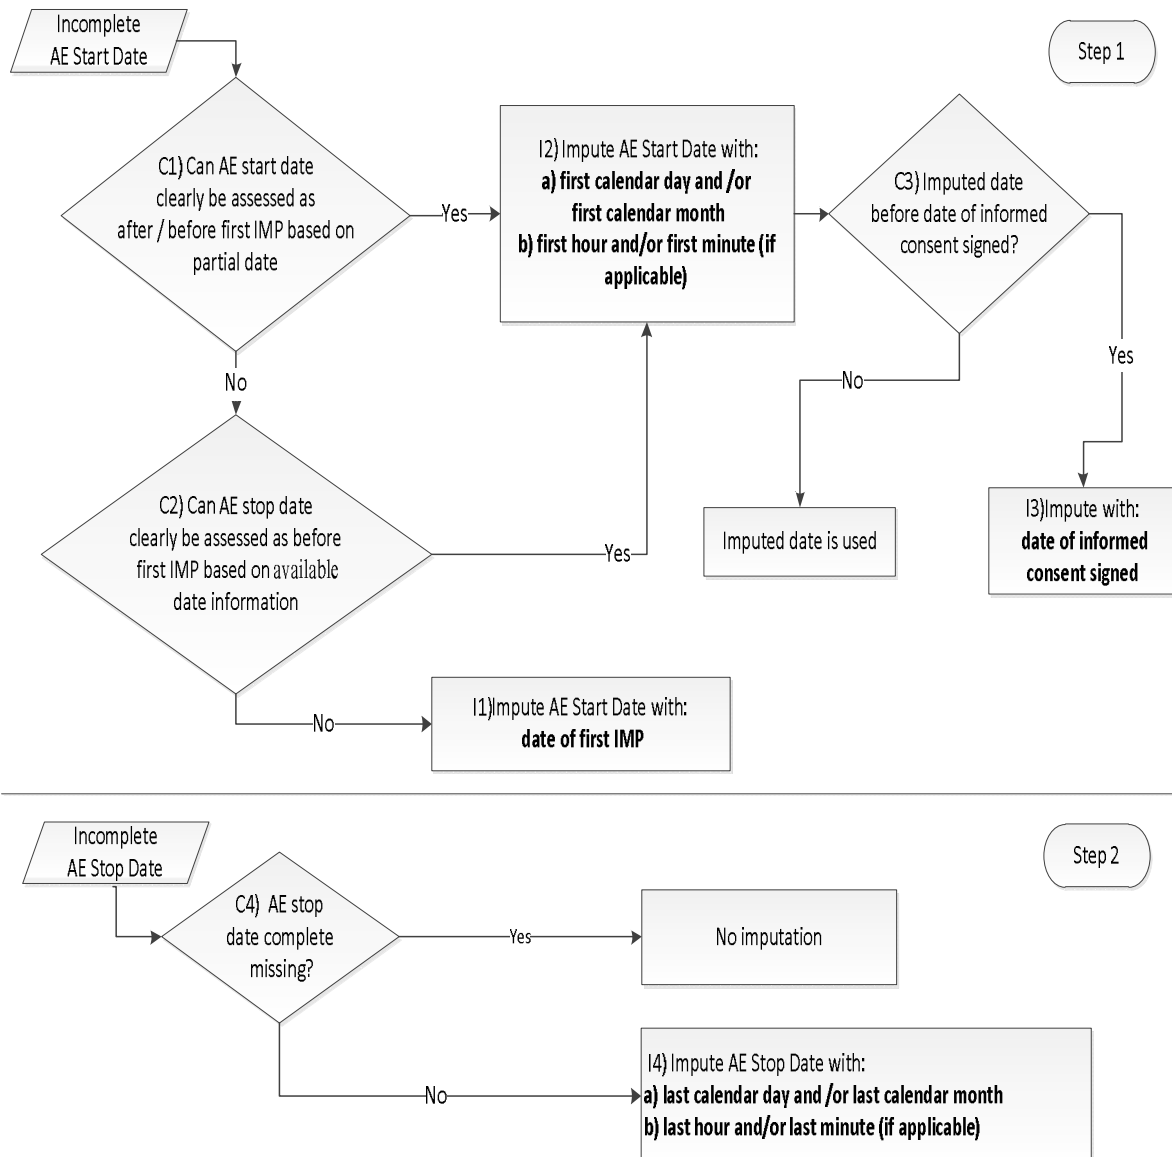 Incomplete
AE Start Date
Step 1
C1) Can AE start date
clearly be assessed as
after / before first IMP based on
partial date
Yes
I2) Impute AE Start Date with:
a) first calendar day and /or
first calendar month
b) first hour and/or first minute (if
applicable)
C3) Imputed date
before date of informed
consent signed?
No
Yes
No
C2) Can AE stop date
clearly be assessed as before
first IMP based on available
date information
Yes
Imputed date is used
I3)Impute with:
date of informed
consent signed
No
I1)Impute AE Start Date with:
date of first IMP
Incomplete
AE Stop Date
Step 2
C4) AE stop
date complete
missing?
Yes
No imputation
No
I4) Impute AE Stop Date with:
a) last calendar day and /or last calendar month
b) last hour and/or last minute (if applicable)